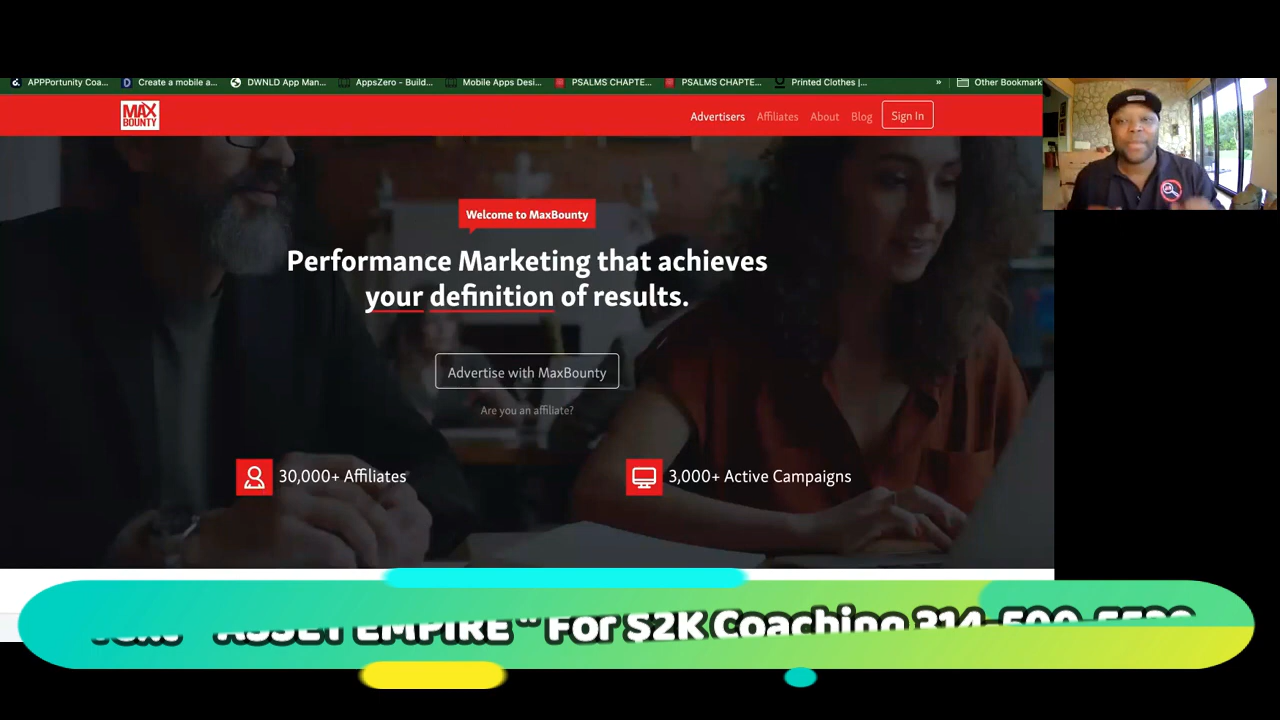 APPPortunity Coa...
Create a mobile a...
DWNLD App Man...
AppsZero - Build...
Mobile Apps Desi...
PSALMS CHAPTE...
PSALMS CHAPTE...
Printed Clothes |...
»
Other Bookmark
MAX
BOUNTY
Advertisers
Affiliates
About
Blog
Sign In
Welcome to MaxBounty
Performance Marketing that achieves
your definition of results.
Advertise with MaxBounty
Are you an affiliate?
30,000+ Affiliates
3,000+ Active Campaigns
"ASSET EMPIRE" For $2K Coaching 314-500-